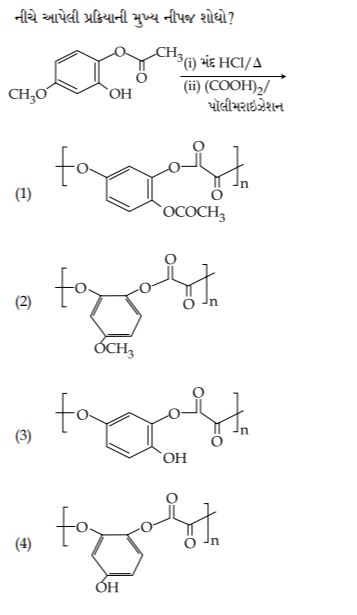 નીચે આપેલી પ્રક્રિયાની મુખ્ય નીપજ શોધો?
O CH₃ (i) મંદ HCl/Δ
O
CH₃O OH (ii) (COOH)₂/
પૉલીમરાઇઝેશન
O
O O
(1) O n
OCOCH₃
O
O O
(2) O n
OCH₃
O
O O
(3) O n
OH
O
O O
(4) O n
OH